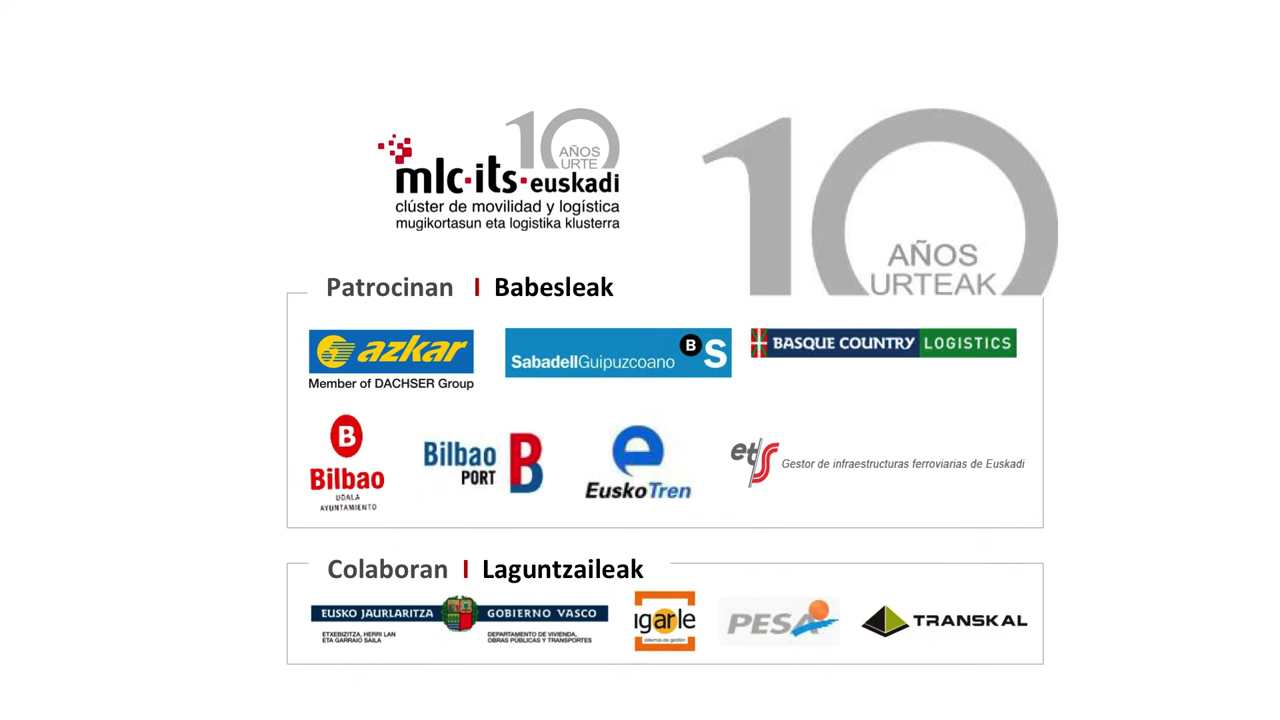 10
AÑOS
URTE
mlc·its·euskadi
clúster de movilidad y logística
mugikortasun eta logistika klusterra
10
AÑOS
URTEAK
Patrocinan I Babesleak
azkar
Member of DACHSER Group
SabadellGuipuzcoano B S
BASQUE COUNTRY LOGISTICS
B
Bilbao
UDALA
AYUNTAMIENTO
Bilbao
PORT
B
e
EuskoTren
ets Gestor de infraestructuras ferroviarias de Euskadi
Colaboran I Laguntzaileak
EUSKO JAURLARITZA GOBIERNO VASCO
ETXEBIZITZA, HERRI LAN
ETA GARRAIO SAILA
DEPARTAMENTO DE VIVIENDA,
OBRAS PÚBLICAS Y TRANSPORTES
igarle
sistemas de gestión
PESA
TRANSKAL